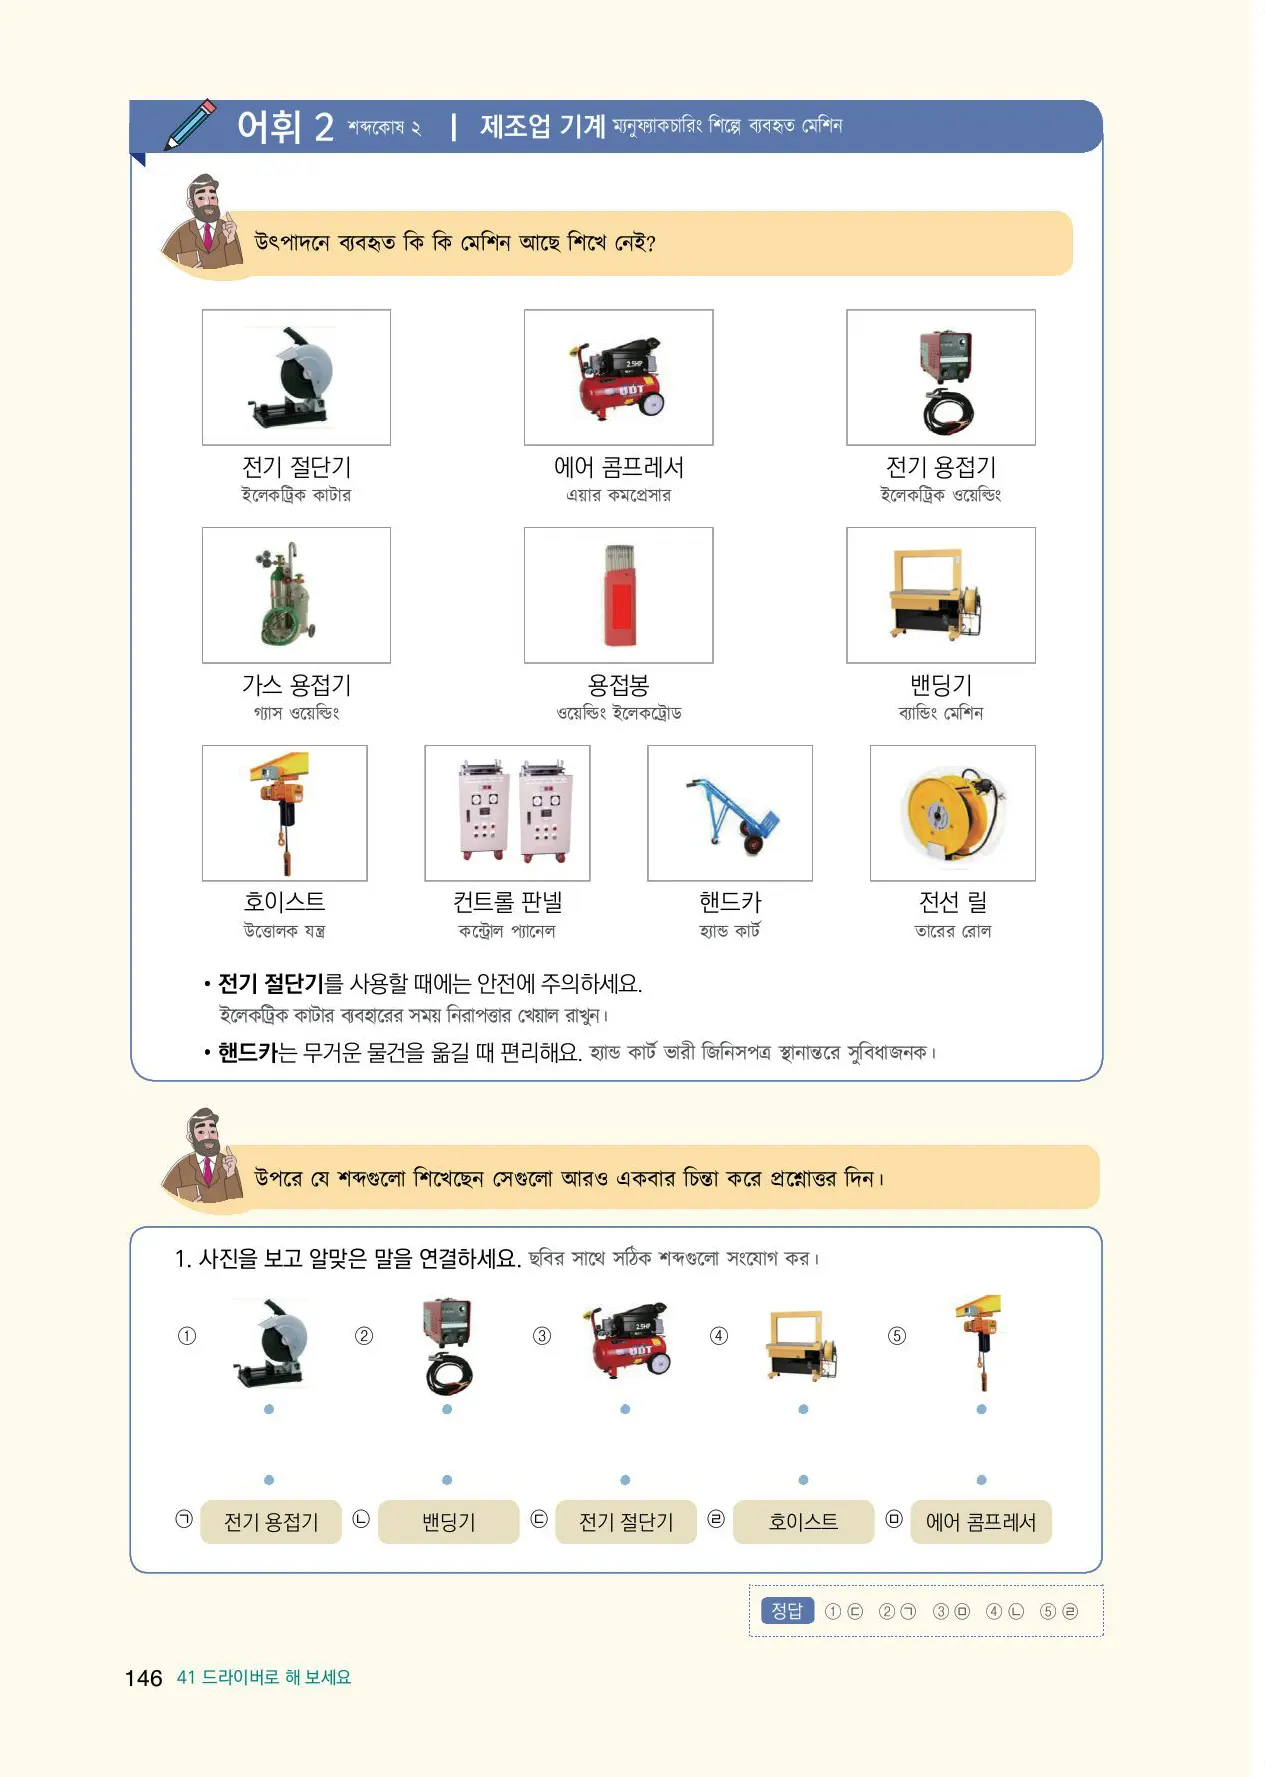 어휘 2 শব্দকোষ ২ | 제조업 기계 ম্যনুফ্যাকচারিং শিল্পে ব্যবহৃত মেশিন
উৎপাদনে ব্যবহৃত কি কি মেশিন আছে শিখে নেই?
2.5HP
UDT
전기 절단기 에어 콤프레서 전기 용접기
ইলেকট্রিক কাটার এয়ার কমপ্রেসার ইলেকট্রিক ওয়েল্ডিং
가스 용접기 용접봉 밴딩기
গ্যাস ওয়েল্ডিং ওয়েল্ডিং ইলেকট্রোড ব্যান্ডিং মেশিন
호이스트 컨트롤 판넬 핸드카 전선 릴
উত্তোলক যন্ত্র কন্ট্রোল প্যানেল হ্যান্ড কার্ট তারের রোল
• 전기 절단기를 사용할 때에는 안전에 주의하세요.
ইলেকট্রিক কাটার ব্যবহারের সময় নিরাপত্তার খেয়াল রাখুন।
• 핸드카는 무거운 물건을 옮길 때 편리해요. হ্যান্ড কার্ট ভারী জিনিসপত্র স্থানান্তরে সুবিধাজনক।
উপরে যে শব্দগুলো শিখেছেন সেগুলো আরও একবার চিন্তা করে প্রশ্নোত্তর দিন।
1. 사진을 보고 알맞은 말을 연결하세요. ছবির সাথে সঠিক শব্দগুলো সংযোগ কর।
① ② ③ ④ ⑤
2.5HP
UDT
㉠ 전기 용접기 ㉡ 밴딩기 ㉢ 전기 절단기 ㉣ 호이스트 ㉤ 에어 콤프레서
정답 ① ㉢ ② ㉠ ③ ㉤ ④ ㉡ ⑤ ㉣
146 41 드라이버로 해 보세요